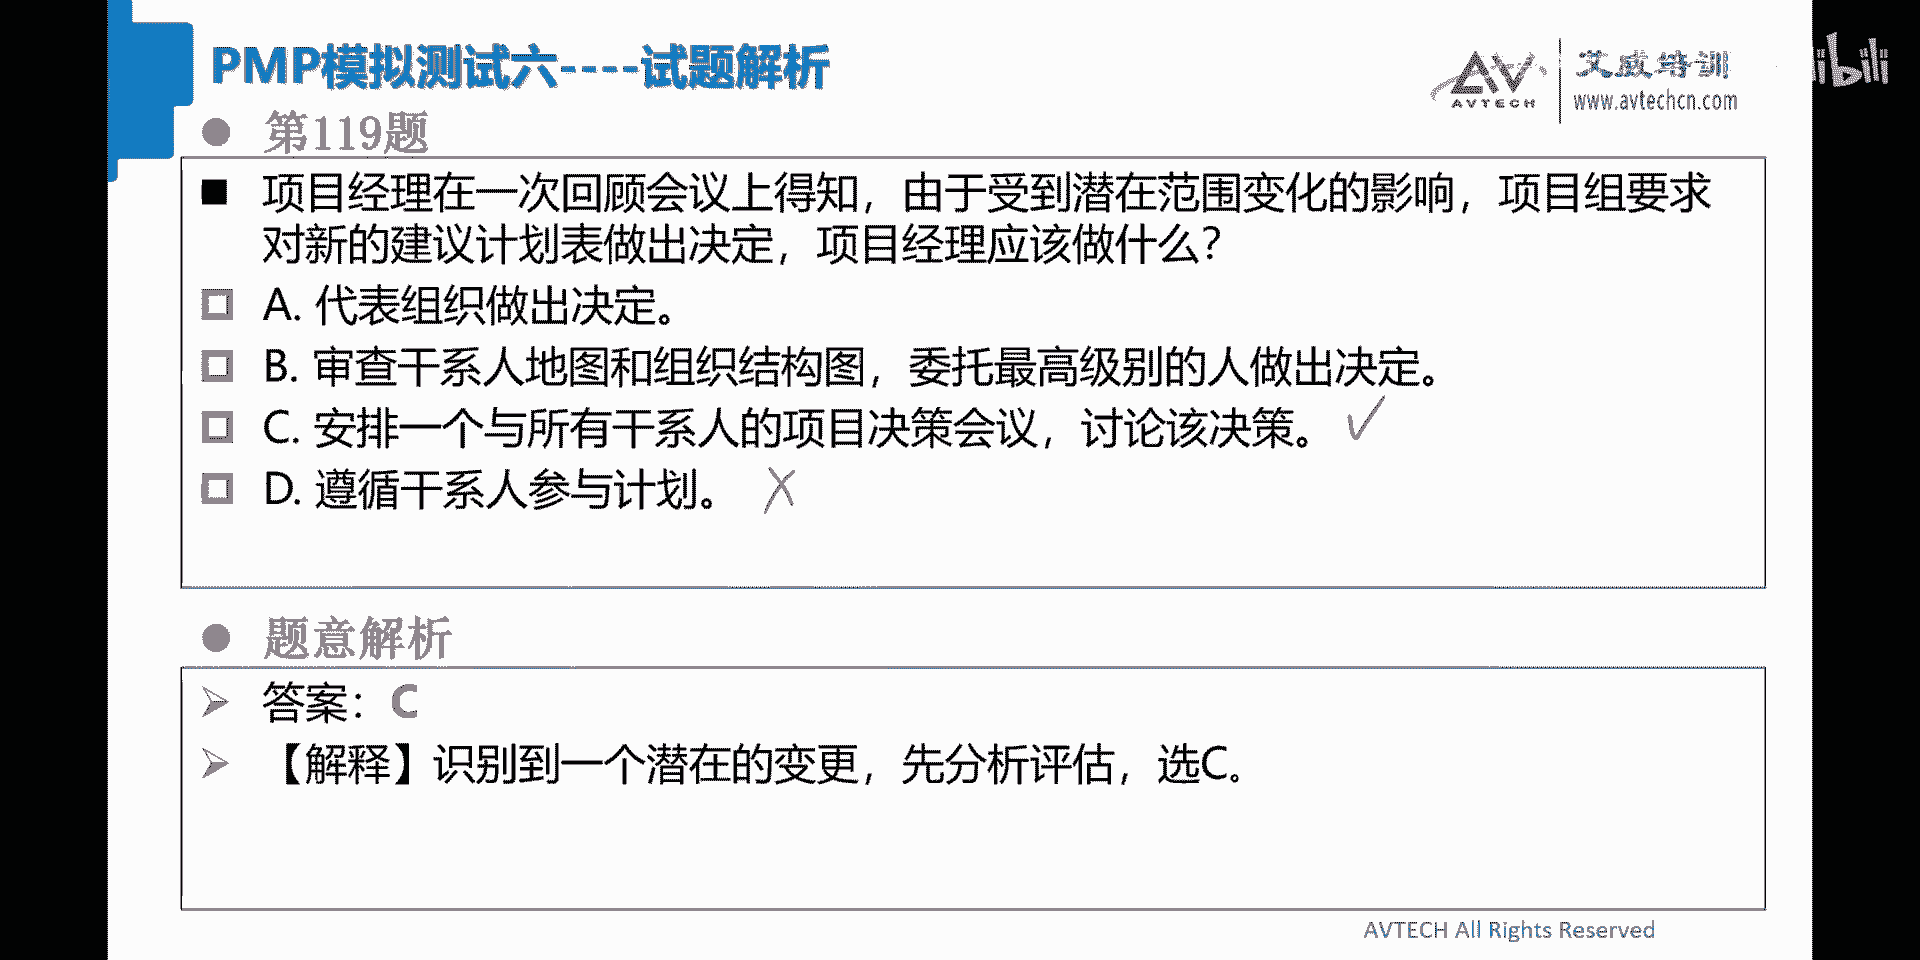 PMP模拟测试六----试题解析
AVTECH
艾威培训
www.avtechcn.com
第119题
项目经理在一次回顾会议上得知，由于受到潜在范围变化的影响，项目组要求
对新的建议计划表做出决定，项目经理应该做什么？
A. 代表组织做出决定。
B. 审查干系人地图和组织结构图，委托最高级别的人做出决定。
C. 安排一个与所有干系人的项目决策会议，讨论该决策。
D. 遵循干系人参与计划。
题意解析
答案： C
【解释】识别到一个潜在的变更，先分析评估，选C。
AVTECH All Rights Reserved